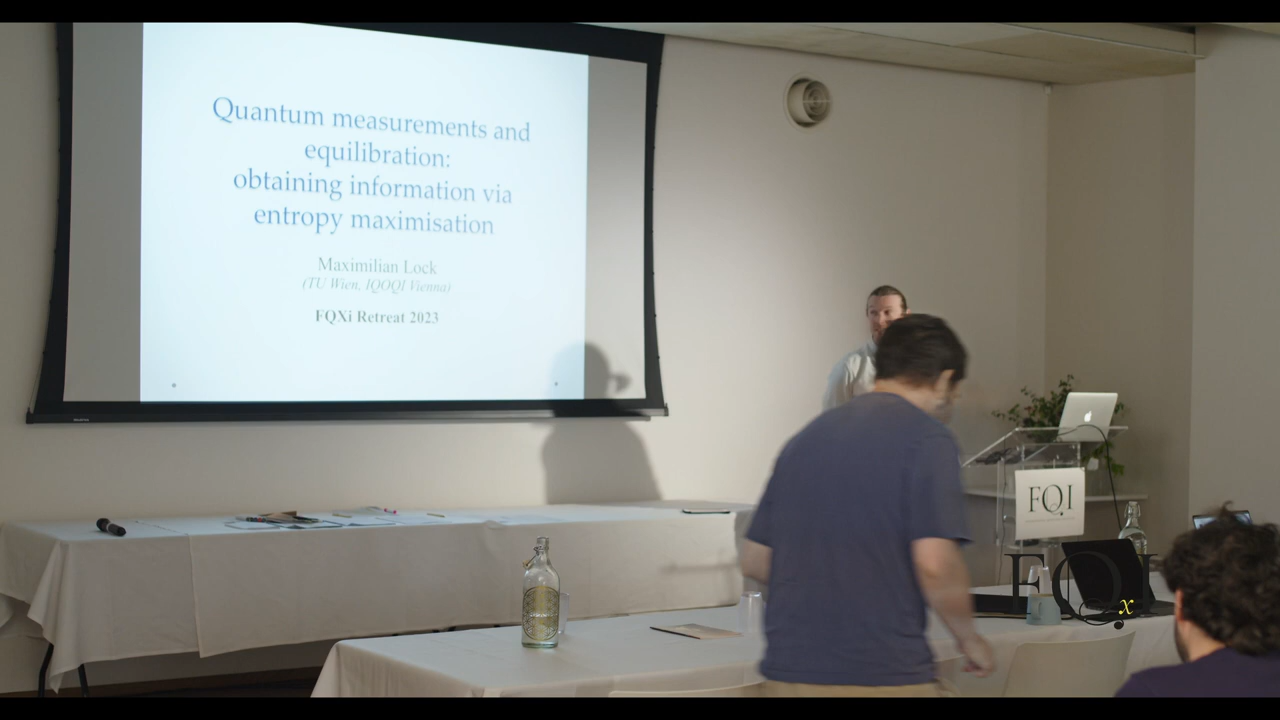 Quantum measurements and
equilibration:
obtaining information via
entropy maximisation
Maximilian Lock
(TU Wien, IQOQI Vienna)
FQXi Retreat 2023
FQI
FQxI